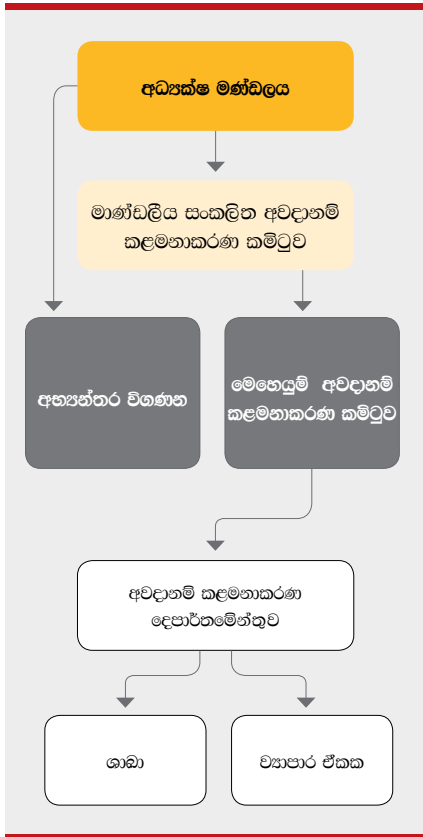 අධ්‍යක්ෂ මණ්ඩලය
මාණ්ඩලීය සංකලිත අවදානම්
කළමනාකරණ කමිටුව
අභ්‍යන්තර විගණන
මෙහෙයුම් අවදානම්
කළමනාකරණ කමිටුව
අවදානම් කළමනාකරණ
දෙපාර්තමේන්තුව
ශාඛා
ව්‍යාපාර ඒකක